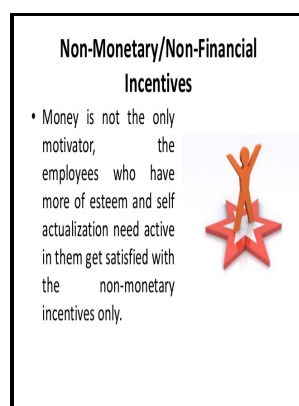 Non-Monetary/Non-Financial
Incentives
• Money is not the only
motivator, the
employees who have
more of esteem and self
actualization need active
in them get satisfied with
the non-monetary
incentives only.